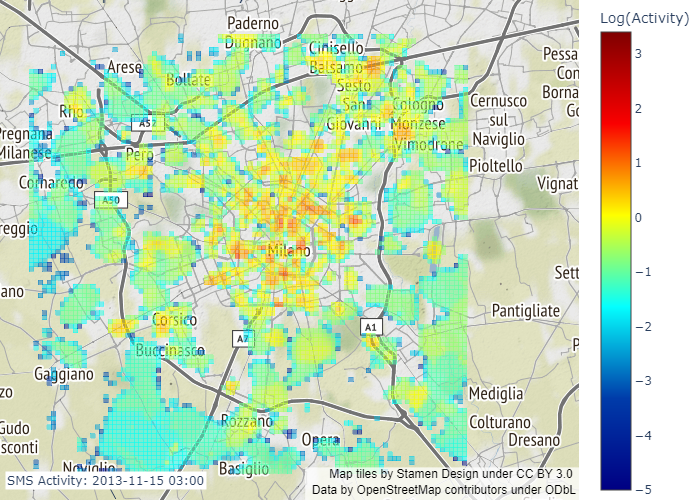 Log(Activity)
Paderno
Dugnano
Cinisello
Balsamo
Pessa
Con
Arese
Bollate
Sesto
San
Giovanni
Borna
Go
Rho
Cologno
Monzese
Cernusco
sul
Naviglio
A52
Pregnana
Milanese
Pero
Vimodrone
Pioltello
Cornaredo
Vignat
A50
reggio
Milano
Sett
ano
Corsico
Pantigliate
A1
A7
Buccinasco
P
Gaggiano
zo
Mediglia
Rozzano
Colturano
Gudo
sconti
Opera
Dresano
Noviglio
Basiglio
SMS Activity: 2013-11-15 03:00
Map tiles by Stamen Design under CC BY 3.0
Data by OpenStreetMap contributors under ODbL
3
2
1
0
−1
−2
−3
−4
−5